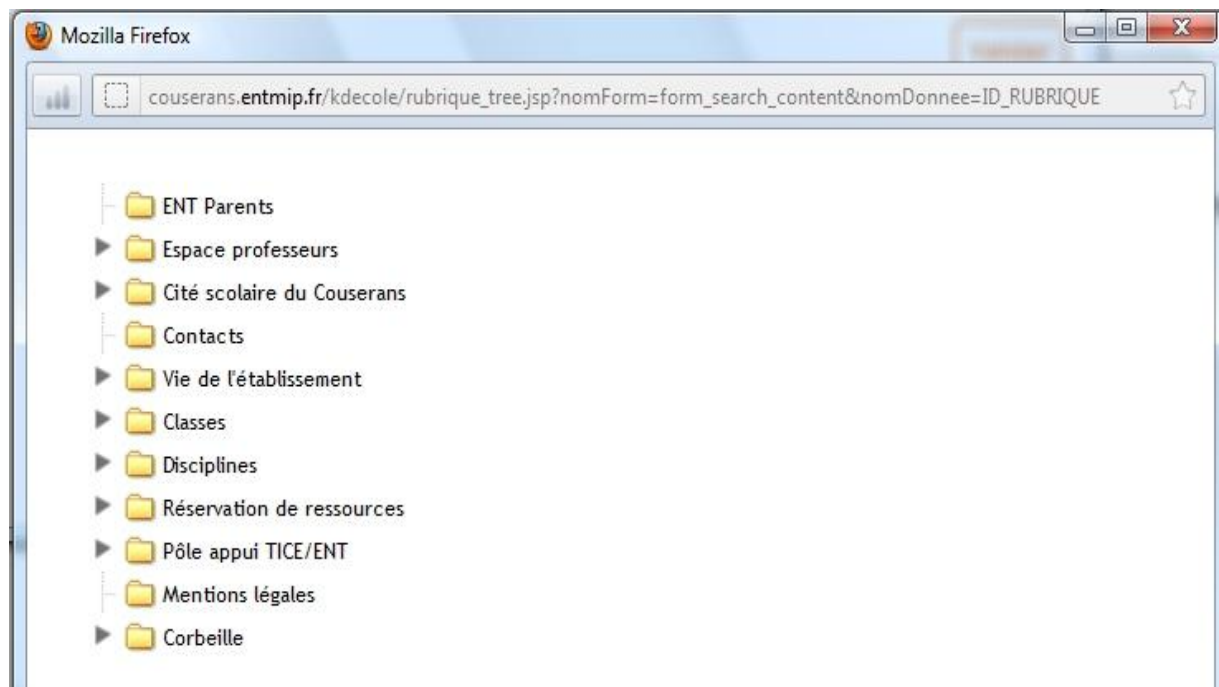 Mozilla Firefox
couserans.entmip.fr/kdecole/rubrique_tree.jsp?nomForm=form_search_content&nomDonnee=ID_RUBRIQUE
ENT Parents
Espace professeurs
Cité scolaire du Couserans
Contacts
Vie de l'établissement
Classes
Disciplines
Réservation de ressources
Pôle appui TICE/ENT
Mentions légales
Corbeille